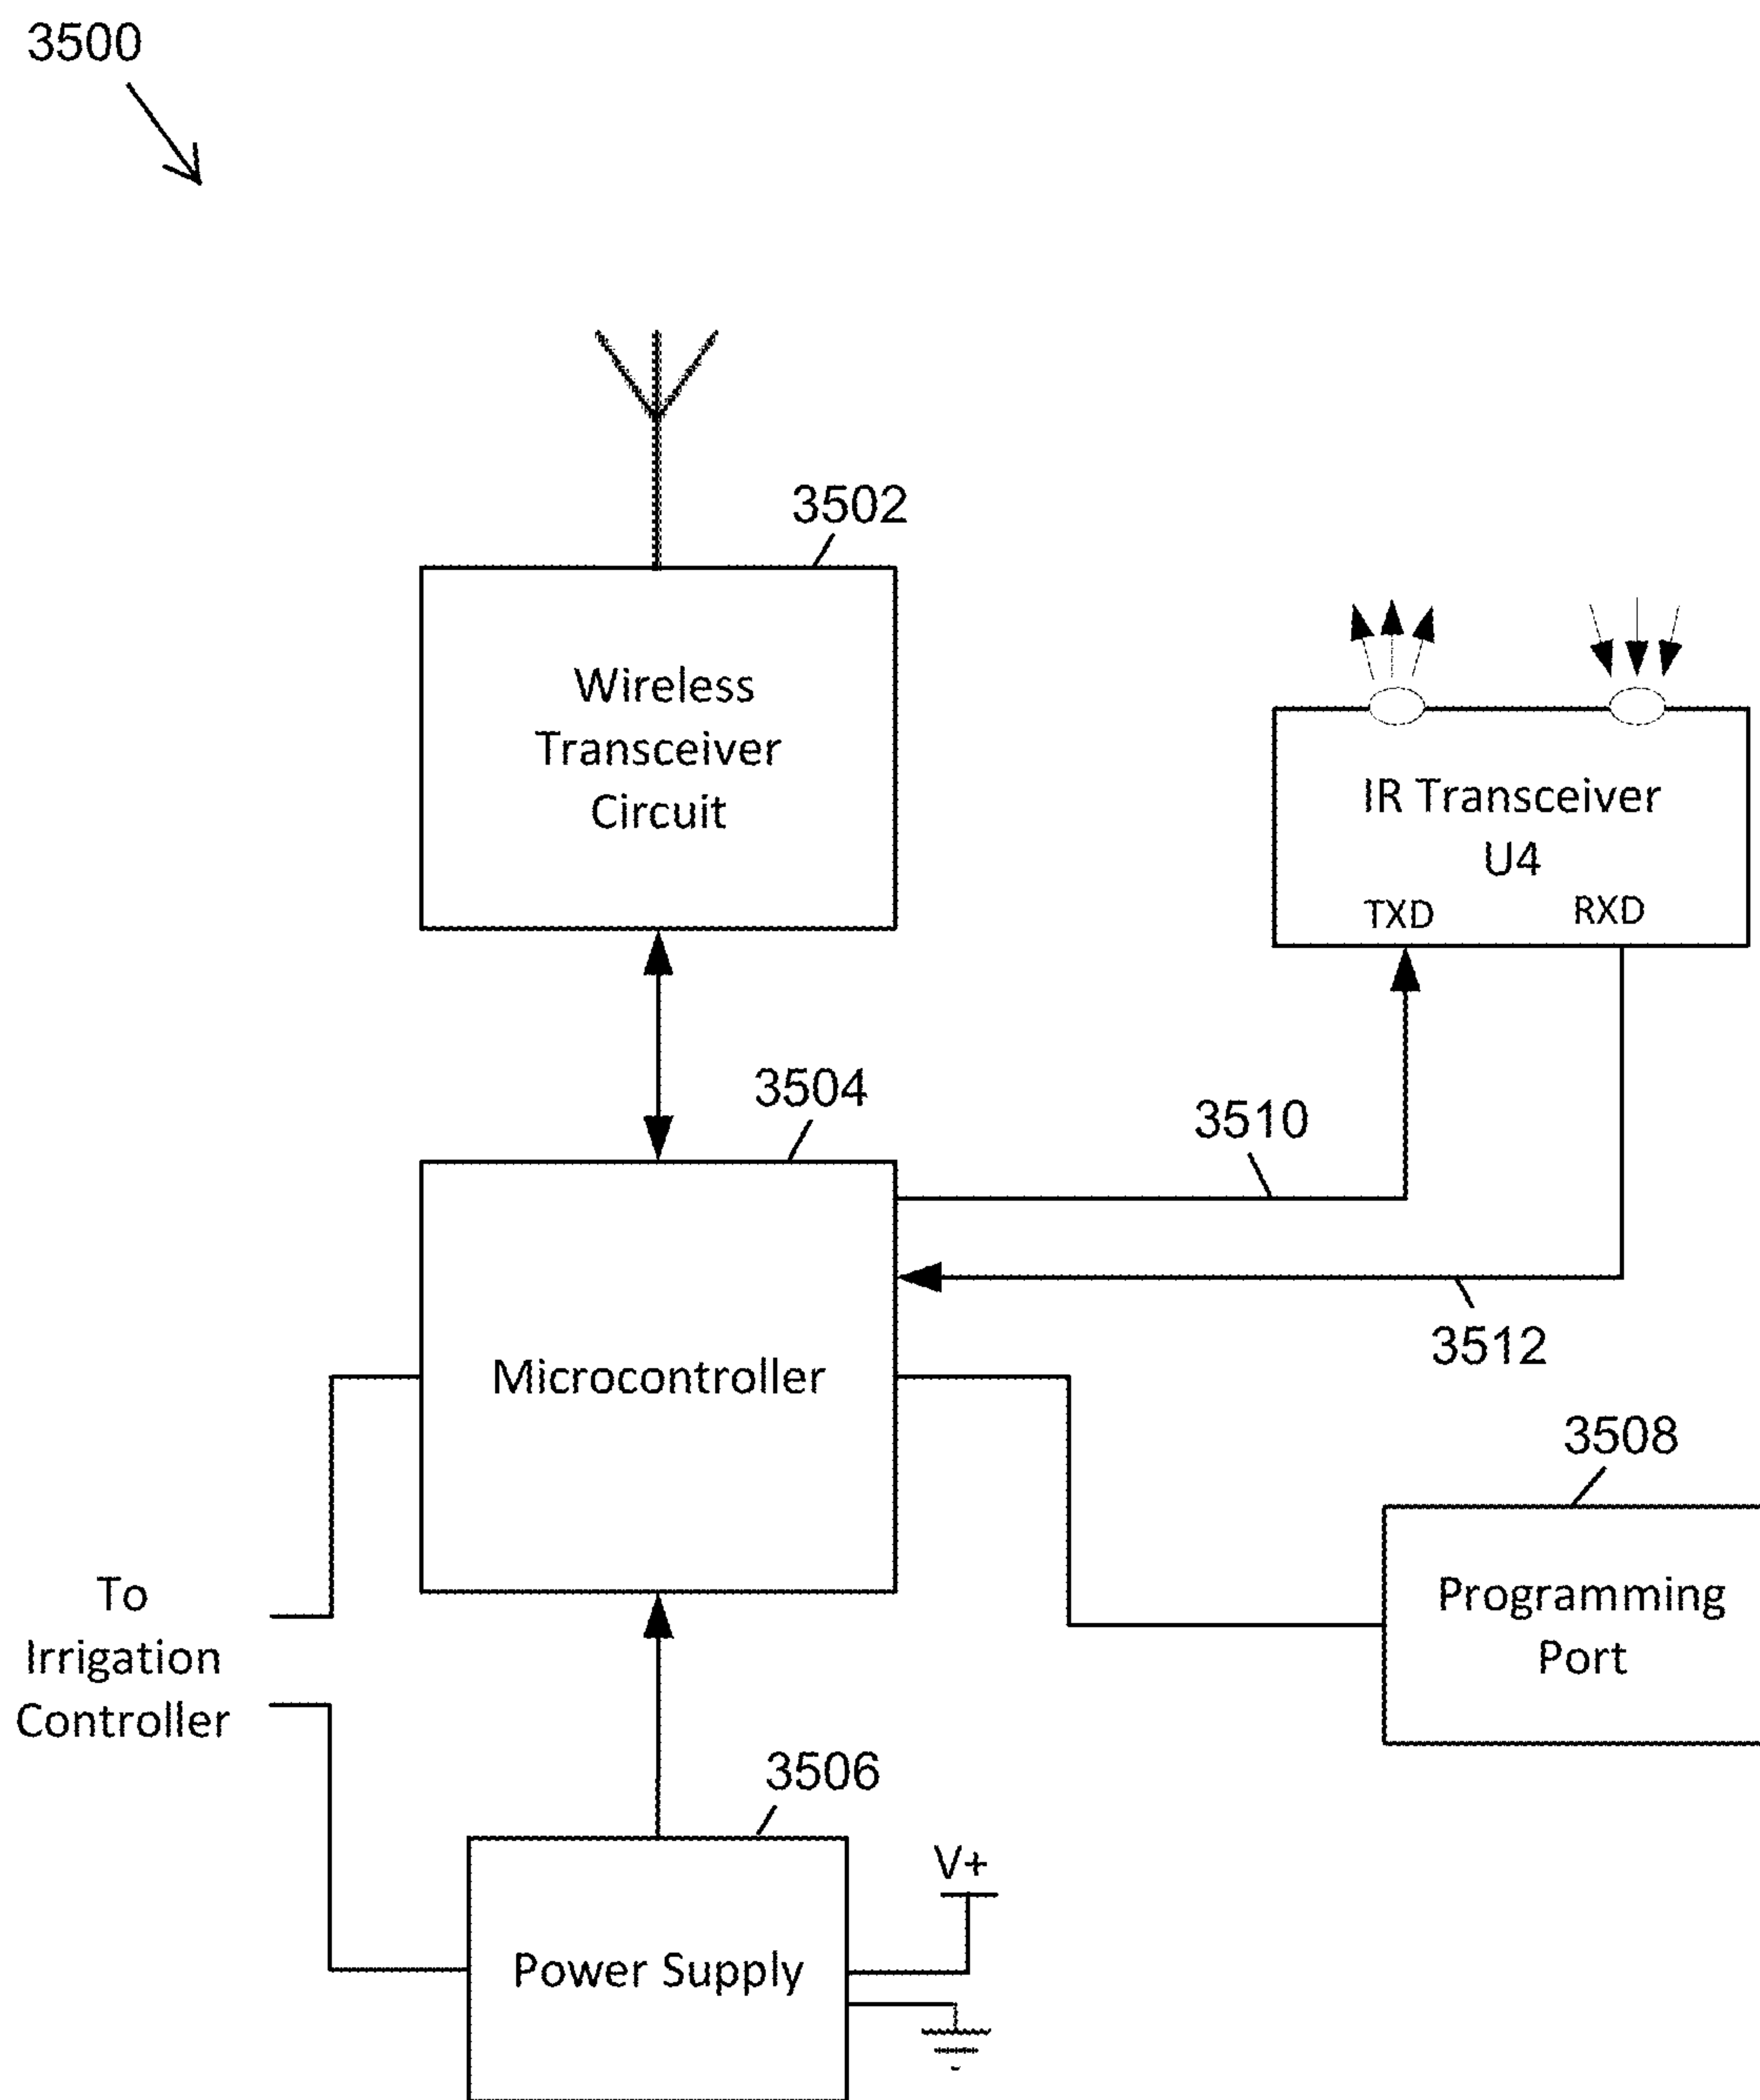 3500
3502
Wireless
Transceiver
Circuit
IR Transceiver
U4
TXD RXD
3504
3510
3512
Microcontroller
3508
Programming
Port
To
Irrigation
Controller
3506
V+
Power Supply